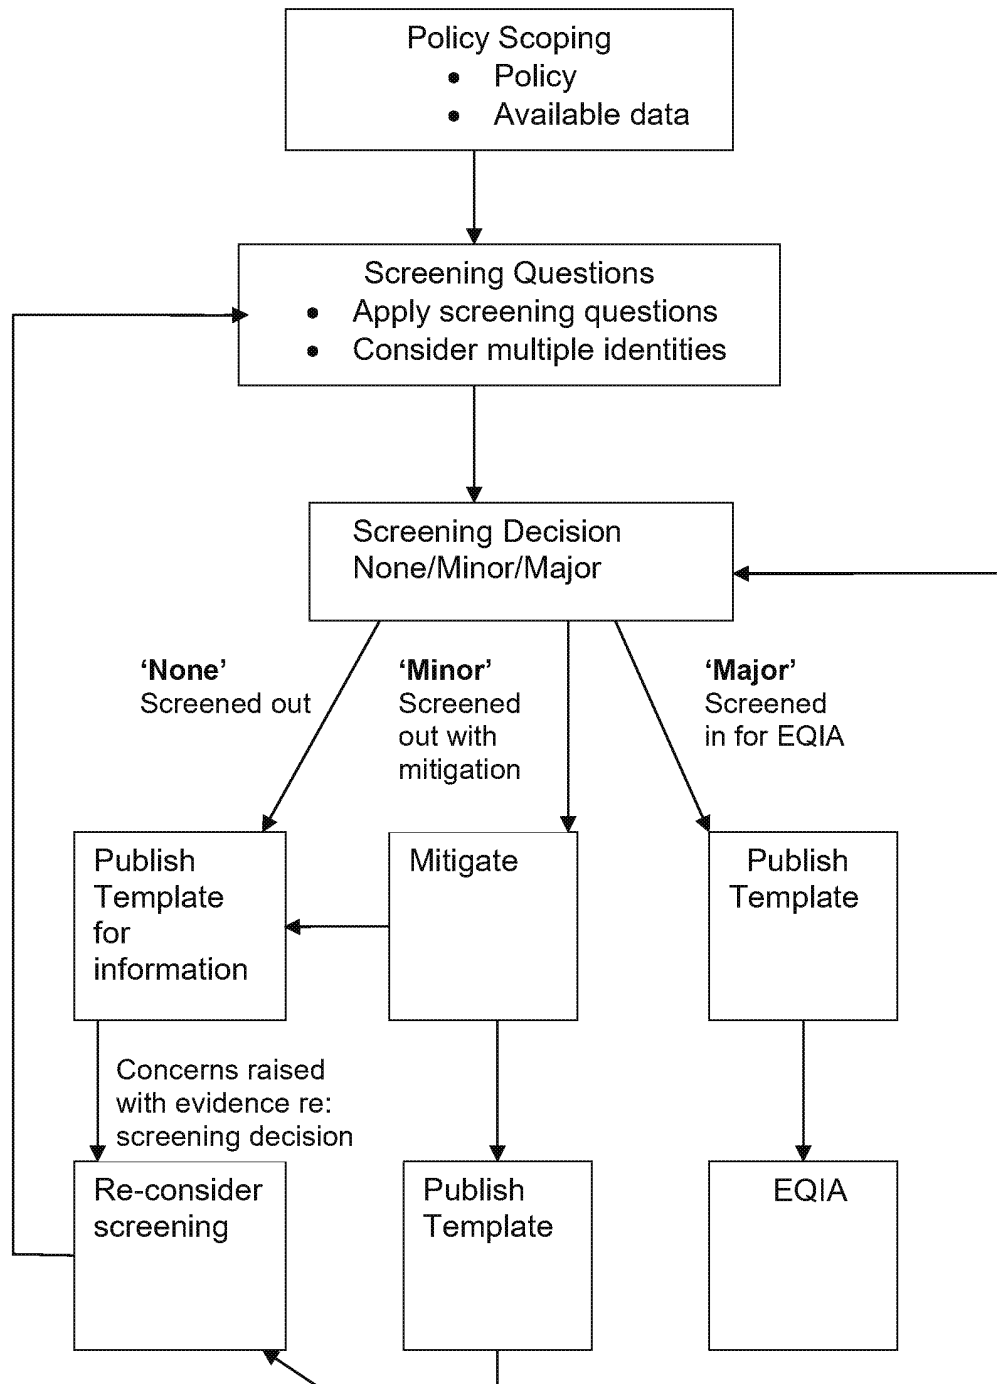 Policy Scoping
• Policy
• Available data
Screening Questions
• Apply screening questions
• Consider multiple identities
Screening Decision
None/Minor/Major
‘None’
Screened out
‘Minor’
Screened
out with
mitigation
‘Major’
Screened
in for EQIA
Publish
Template
for
information
Mitigate
Publish
Template
Concerns raised
with evidence re:
screening decision
Re-consider
screening
Publish
Template
EQIA